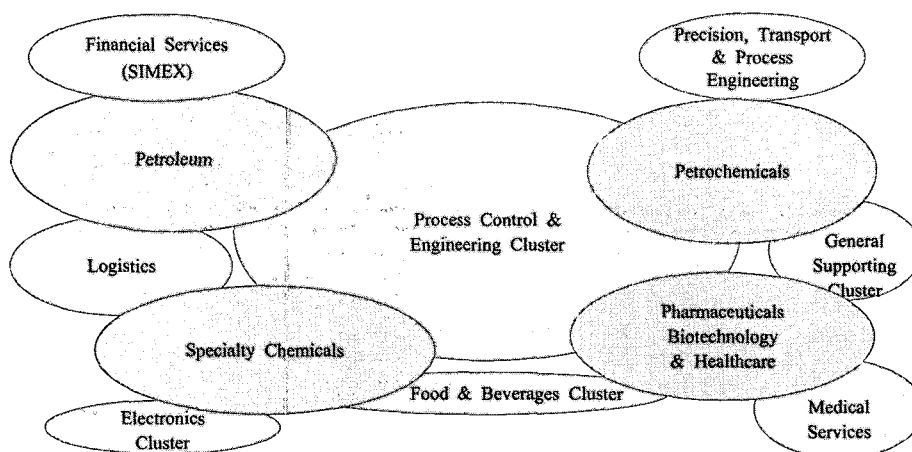 Financial Services
(SIMEX)
Precision, Transport
& Process
Engineering
Petroleum
Petrochemicals
Process Control &
Engineering Cluster
Logistics
General
Supporting
Cluster
Specialty Chemicals
Pharmaceuticals
Biotechnology
& Healthcare
Food & Beverages Cluster
Electronics
Cluster
Medical
Services